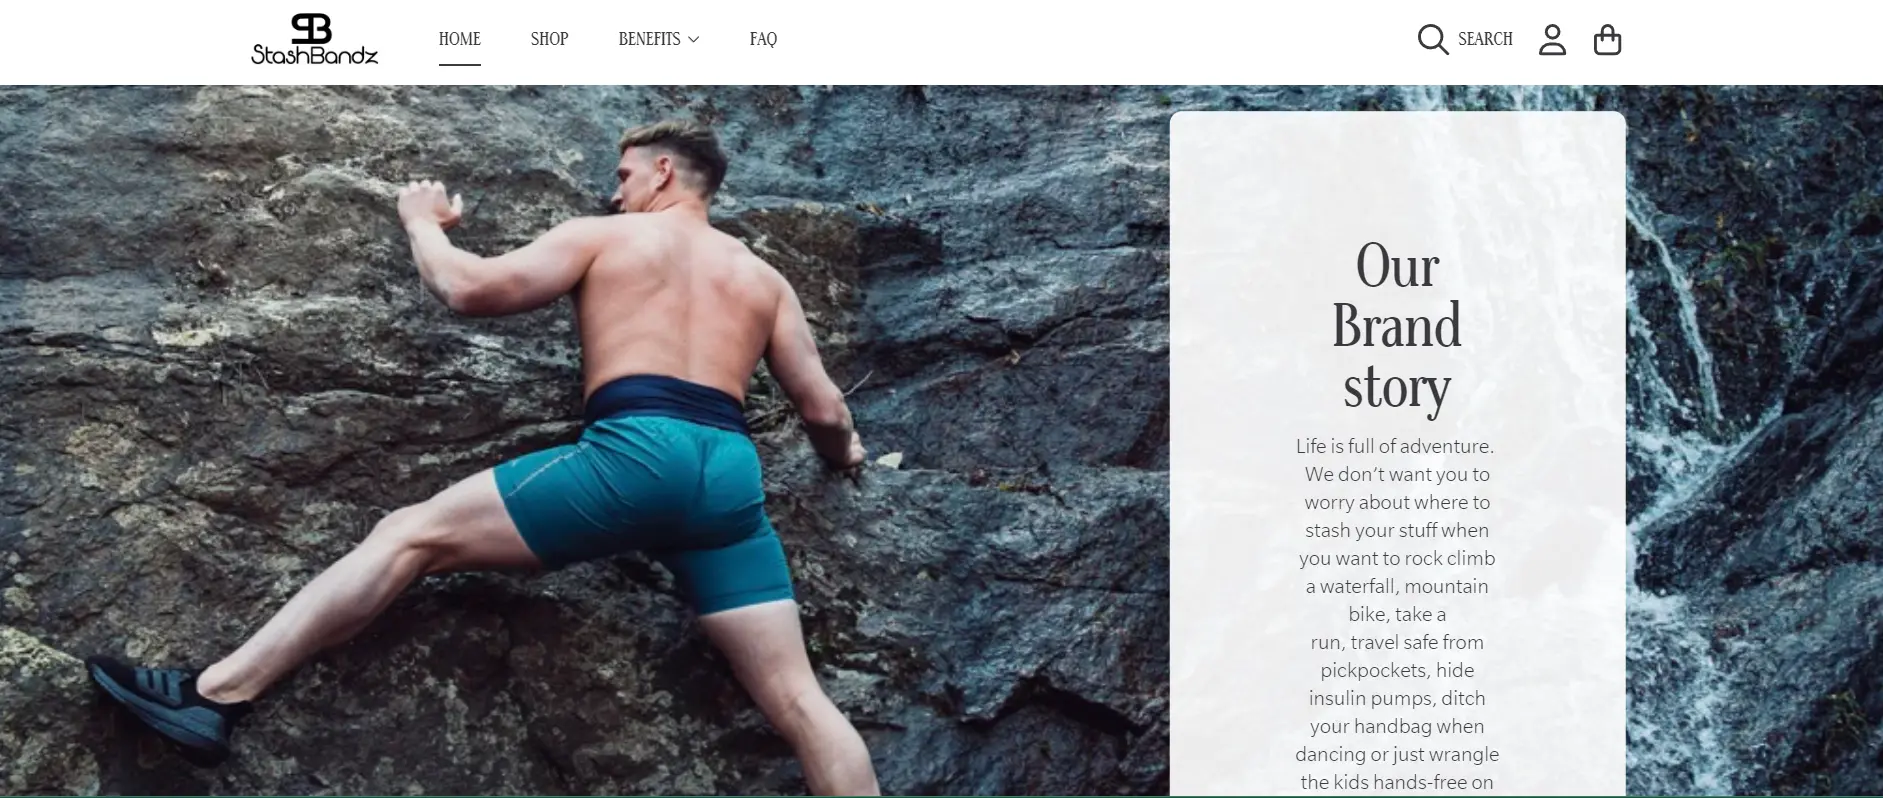 SB
StashBandz
HOME
SHOP
BENEFITS
FAQ
SEARCH
Our
Brand
story
Life is full of adventure.
We don’t want you to
worry about where to
stash your stuff when
you want to rock climb
a waterfall, mountain
bike, take a
run, travel safe from
pickpockets, hide
insulin pumps, ditch
your handbag when
dancing or just wrangle
the kids hands-free on